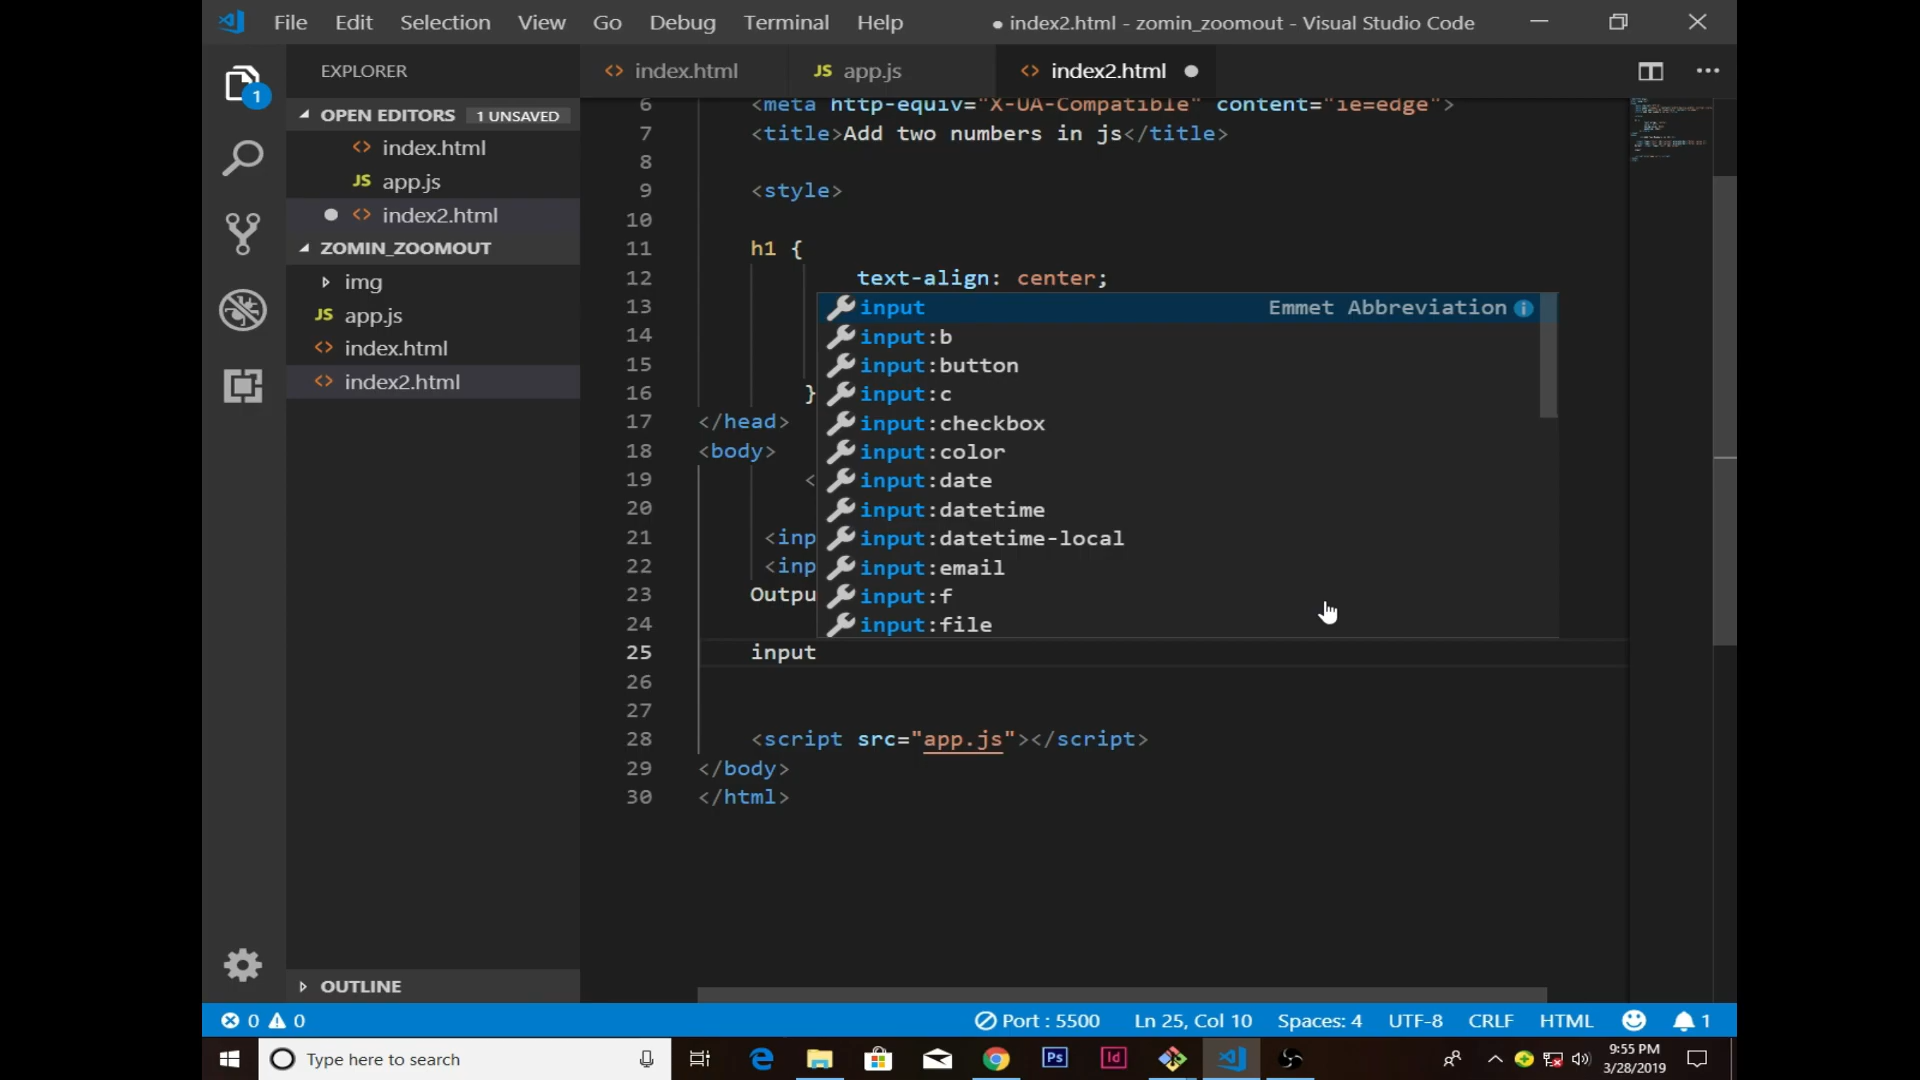 File Edit Selection View Go Debug Terminal Help
● index2.html - zomin_zoomout - Visual Studio Code
EXPLORER
OPEN EDITORS 1 UNSAVED
index.html
JS app.js
index2.html
ZOMIN_ZOOMOUT
img
JS app.js
index.html
index2.html
OUTLINE
1
index.html
JS app.js
index2.html
6 <meta http-equiv="X-UA-Compatible" content="ie=edge">
7 <title>Add two numbers in js</title>
8
9 <style>
10
11 h1 {
12 text-align: center;
13
14
15
16 }
17 </head>
18 <body>
19 <
20
21 <inp
22 <inp
23 Outpu
24
25 input
26
27
28 <script src="app.js"></script>
29 </body>
30 </html>
input Emmet Abbreviation
input:b
input:button
input:c
input:checkbox
input:color
input:date
input:datetime
input:datetime-local
input:email
input:f
input:file
0 0 Port : 5500 Ln 25, Col 10 Spaces: 4 UTF-8 CRLF HTML 1
Type here to search
Ps
Id
9:55 PM
3/28/2019